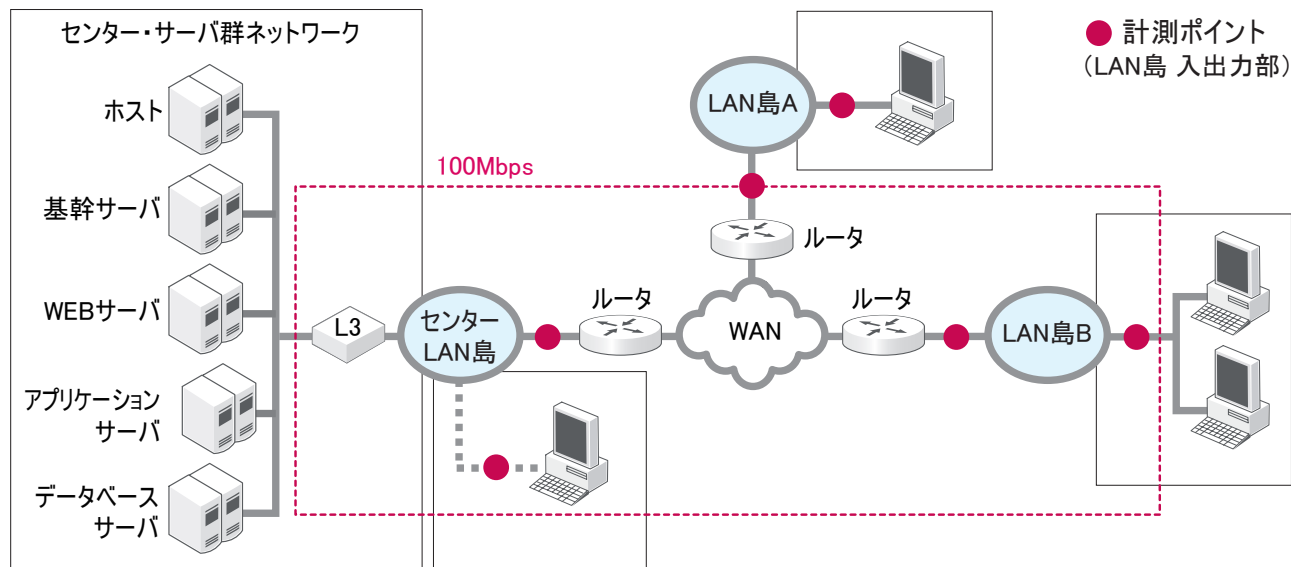 センター・サーバ群ネットワーク
ホスト
基幹サーバ
WEBサーバ
アプリケーション
サーバ
データベース
サーバ
L3
センター
LAN島
100Mbps
ルータ
WAN
LAN島A
ルータ
ルータ
LAN島B
計測ポイント
(LAN島 入出力部)